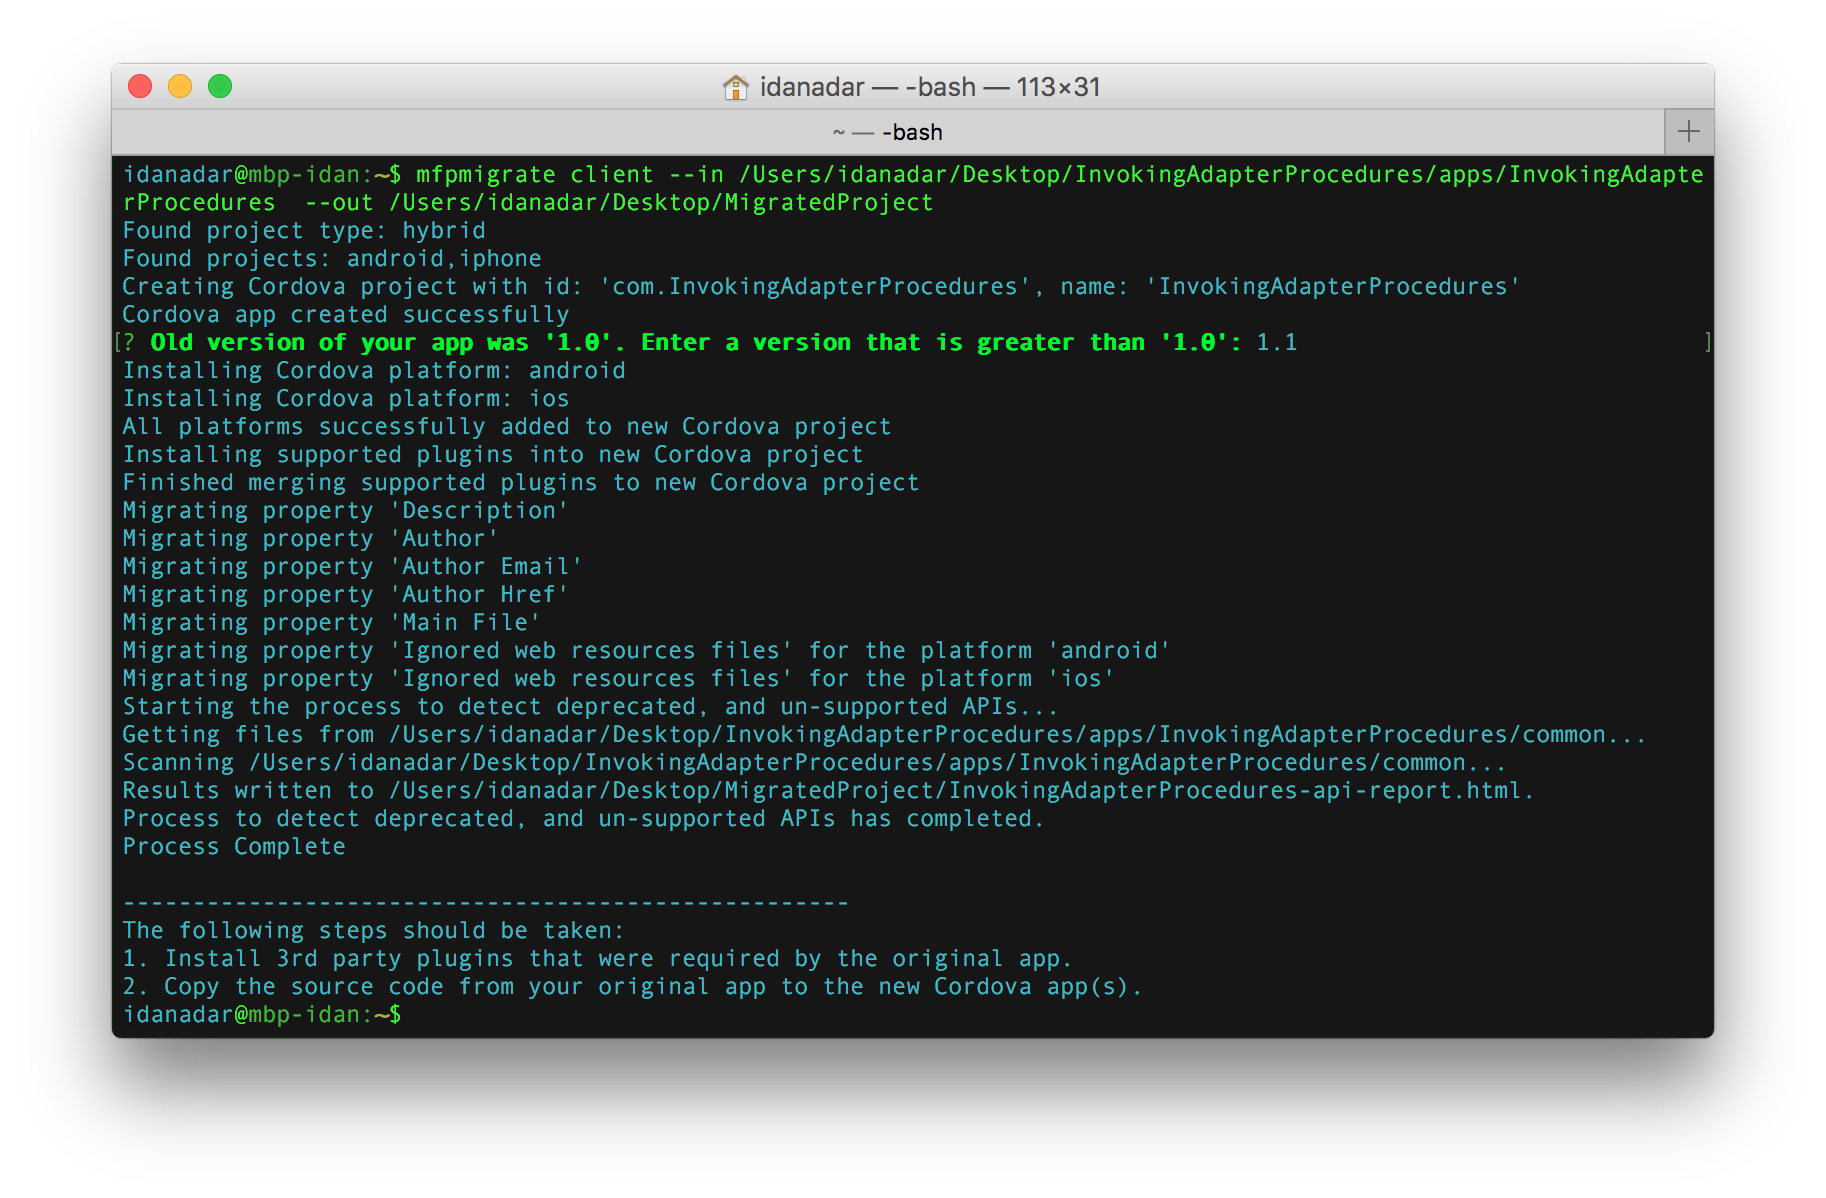 idanadar — -bash — 113×31
~ — -bash
idanadar@mbp-idan:~$ mfpmigrate client --in /Users/idanadar/Desktop/InvokingAdapterProcedures/apps/InvokingAdapte
rProcedures  --out /Users/idanadar/Desktop/MigratedProject
Found project type: hybrid
Found projects: android,iphone
Creating Cordova project with id: 'com.InvokingAdapterProcedures', name: 'InvokingAdapterProcedures'
Cordova app created successfully
[? Old version of your app was '1.0'. Enter a version that is greater than '1.0': 1.1 ]
Installing Cordova platform: android
Installing Cordova platform: ios
All platforms successfully added to new Cordova project
Installing supported plugins into new Cordova project
Finished merging supported plugins to new Cordova project
Migrating property 'Description'
Migrating property 'Author'
Migrating property 'Author Email'
Migrating property 'Author Href'
Migrating property 'Main File'
Migrating property 'Ignored web resources files' for the platform 'android'
Migrating property 'Ignored web resources files' for the platform 'ios'
Starting the process to detect deprecated, and un-supported APIs...
Getting files from /Users/idanadar/Desktop/InvokingAdapterProcedures/apps/InvokingAdapterProcedures/common...
Scanning /Users/idanadar/Desktop/InvokingAdapterProcedures/apps/InvokingAdapterProcedures/common...
Results written to /Users/idanadar/Desktop/MigratedProject/InvokingAdapterProcedures-api-report.html.
Process to detect deprecated, and un-supported APIs has completed.
Process Complete
----------------------------------------------------
The following steps should be taken:
1. Install 3rd party plugins that were required by the original app.
2. Copy the source code from your original app to the new Cordova app(s).
idanadar@mbp-idan:~$